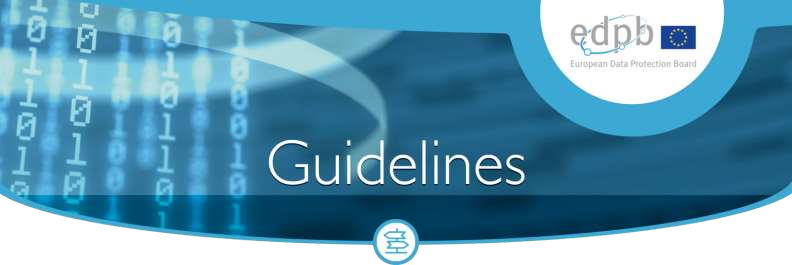 edpb
European Data Protection Board
Guidelines